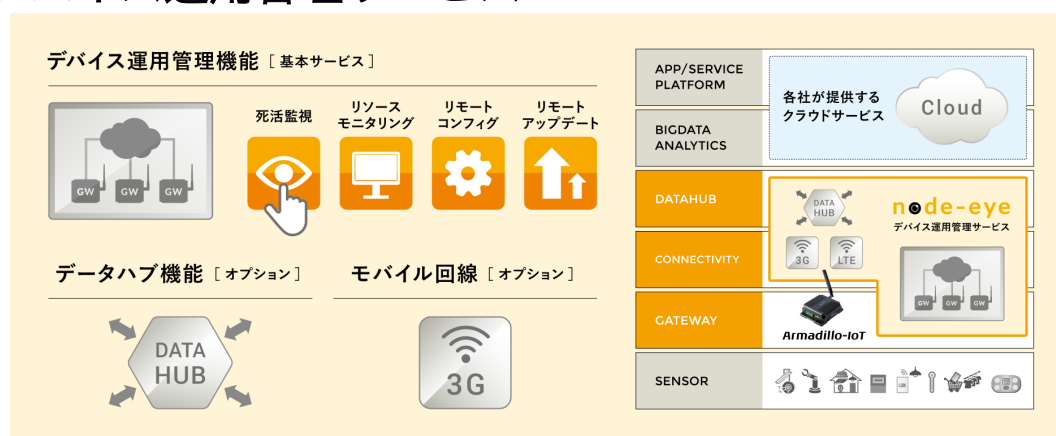 デバイス運用管理機能［基本サービス］
GW GW GW
死活監視
リソース
モニタリング
リモート
コンフィグ
リモート
アップデート
データハブ機能［オプション］
DATA
HUB
モバイル回線［オプション］
3G
APP/SERVICE
PLATFORM
各社が提供する
クラウドサービス
Cloud
BIGDATA
ANALYTICS
DATAHUB
DATA
HUB
node-eye
デバイス運用管理サービス
CONNECTIVITY
3G LTE
GW GW GW
GATEWAY
Armadillo-IoT
SENSOR